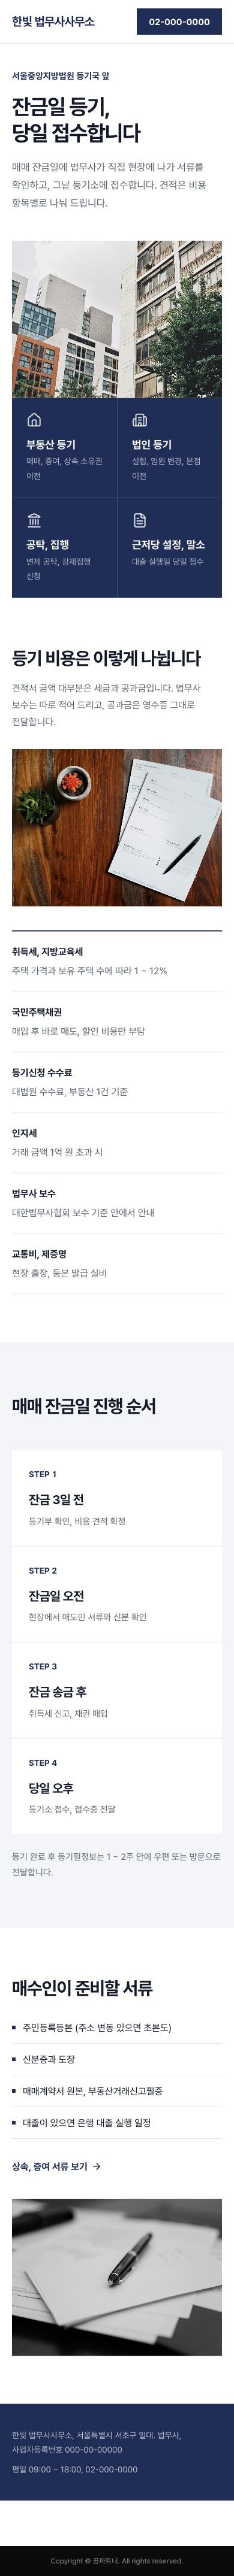 한빛 법무사사무소
02-000-0000
서울중앙지방법원 등기국 앞
잔금일 등기,
당일 접수합니다
매매 잔금일에 법무사가 직접 현장에 나가 서류를
확인하고, 그날 등기소에 접수합니다. 견적은 비용
항목별로 나눠 드립니다.
부동산 등기
매매, 증여, 상속 소유권
이전
법인 등기
설립, 임원 변경, 본점
이전
공탁, 집행
변제 공탁, 강제집행
신청
근저당 설정, 말소
대출 실행일 당일 접수
등기 비용은 이렇게 나뉩니다
견적서 금액 대부분은 세금과 공과금입니다. 법무사
보수는 따로 적어 드리고, 공과금은 영수증 그대로
전달합니다.
취득세, 지방교육세
주택 가격과 보유 주택 수에 따라 1 ~ 12%
국민주택채권
매입 후 바로 매도, 할인 비용만 부담
등기신청 수수료
대법원 수수료, 부동산 1건 기준
인지세
거래 금액 1억 원 초과 시
법무사 보수
대한법무사협회 보수 기준 안에서 안내
교통비, 제증명
현장 출장, 등본 발급 실비
매매 잔금일 진행 순서
STEP 1
잔금 3일 전
등기부 확인, 비용 견적 확정
STEP 2
잔금일 오전
현장에서 매도인 서류와 신분 확인
STEP 3
잔금 송금 후
취득세 신고, 채권 매입
STEP 4
당일 오후
등기소 접수, 접수증 전달
등기 완료 후 등기필정보는 1 ~ 2주 안에 우편 또는 방문으로
전달합니다.
매수인이 준비할 서류
주민등록등본 (주소 변동 있으면 초본도)
신분증과 도장
매매계약서 원본, 부동산거래신고필증
대출이 있으면 은행 대출 실행 일정
상속, 증여 서류 보기 →
한빛 법무사사무소, 서울특별시 서초구 일대. 법무사,
사업자등록번호 000-00-00000
평일 09:00 ~ 18:00, 02-000-0000
Copyright © 곰파트너. All rights reserved.